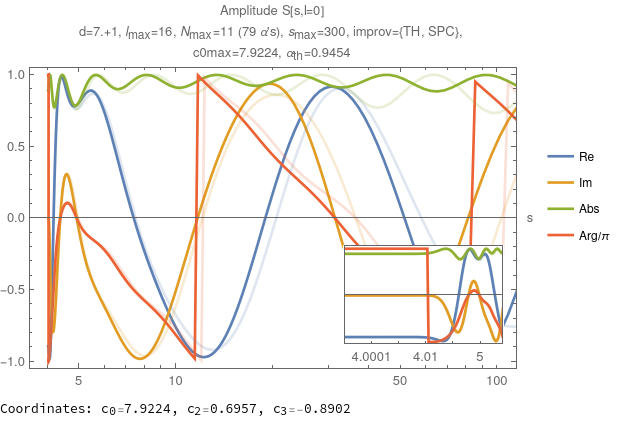 Amplitude S[s,l=0]
d=7.+1, lmax=16, Nmax=11 (79 α's), smax=300, improv={TH, SPC},
c0max=7.9224, αth=0.9454
1.0
0.5
0.0
-0.5
-1.0
5
10
50
100
s
4.0001
4.01
5
Re
Im
Abs
Arg/π
Coordinates: c0=7.9224, c2=0.6957, c3=-0.8902